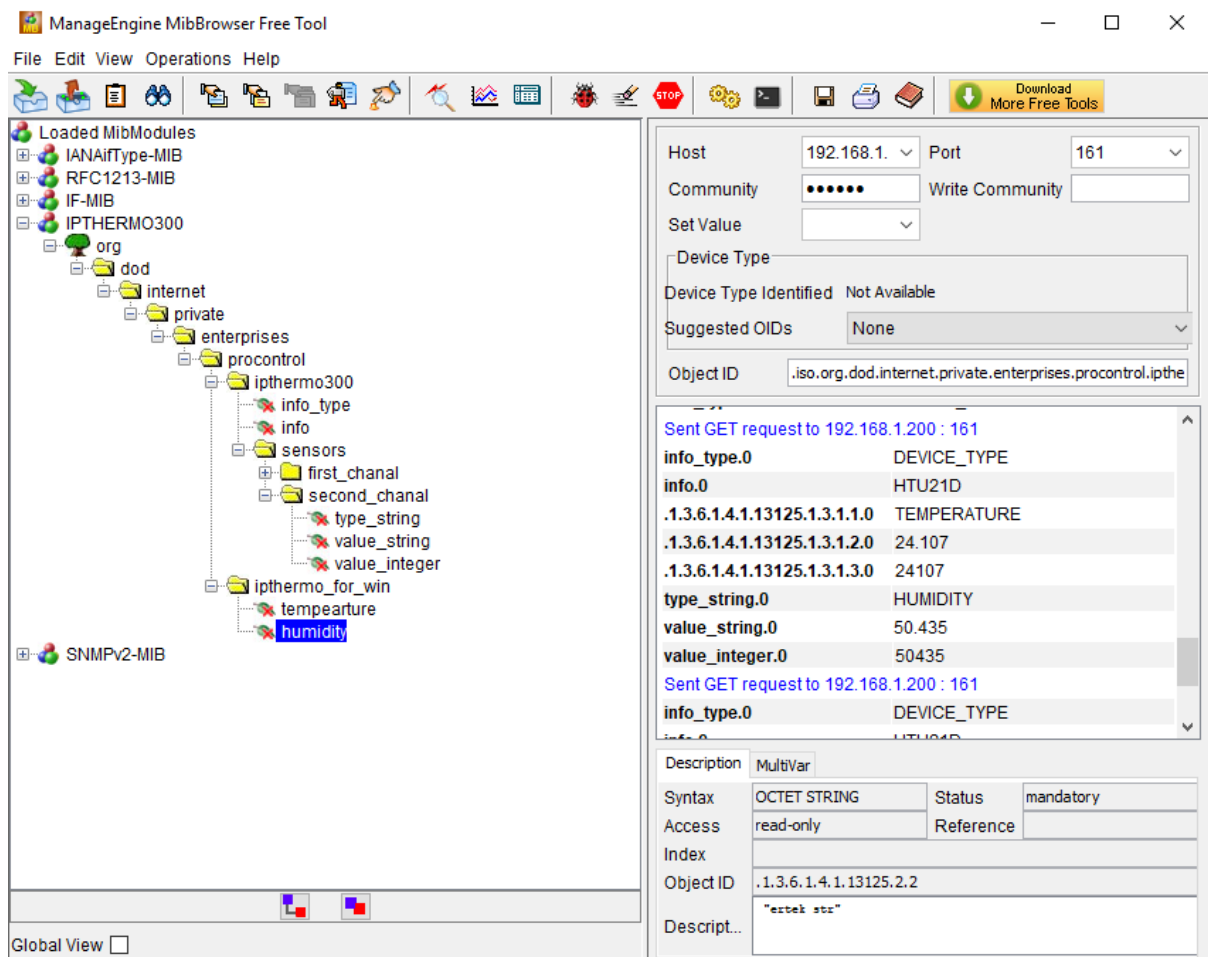 ManageEngine MibBrowser Free Tool
File Edit View Operations Help
STOP
Download
More Free Tools
Loaded MibModules
IANAifType-MIB
RFC1213-MIB
IF-MIB
IPTHERMO300
org
dod
internet
private
enterprises
procontrol
ipthermo300
info_type
info
sensors
first_chanal
second_chanal
type_string
value_string
value_integer
ipthermo_for_win
tempearture
humidity
SNMPv2-MIB
Global View
Host 192.168.1. Port 161
Community •••••• Write Community
Set Value
Device Type
Device Type Identified Not Available
Suggested OIDs None
Object ID .iso.org.dod.internet.private.enterprises.procontrol.ipthe
Sent GET request to 192.168.1.200 : 161
info_type.0 DEVICE_TYPE
info.0 HTU21D
.1.3.6.1.4.1.13125.1.3.1.1.0 TEMPERATURE
.1.3.6.1.4.1.13125.1.3.1.2.0 24.107
.1.3.6.1.4.1.13125.1.3.1.3.0 24107
type_string.0 HUMIDITY
value_string.0 50.435
value_integer.0 50435
Sent GET request to 192.168.1.200 : 161
info_type.0 DEVICE_TYPE
Description MultiVar
Syntax OCTET STRING Status mandatory
Access read-only Reference
Index
Object ID .1.3.6.1.4.1.13125.2.2
Descript... "ertek str"